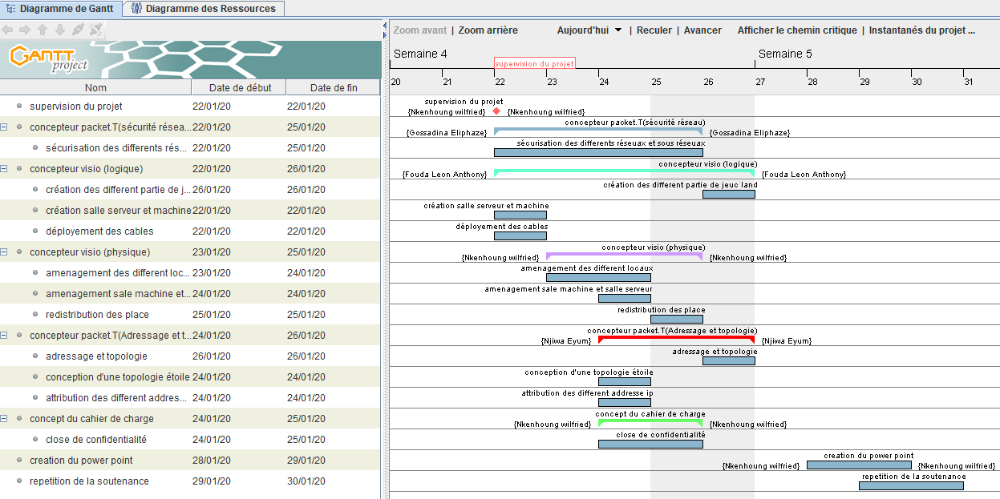 Diagramme de Gantt
Diagramme des Ressources
Zoom avant | Zoom arrière
Aujourd'hui | Reculer | Avancer
Afficher le chemin critique | Instantanés du projet ...
GANTT project
Semaine 4
Semaine 5
supervision du projet
20 21 22 23 24 25 26 27 28 29 30 31
Nom Date de début Date de fin
supervision du projet 22/01/20 22/01/20
concepteur packet.T(sécurité résea... 22/01/20 25/01/20
sécurisation des differents rés... 22/01/20 25/01/20
concepteur visio (logique) 22/01/20 26/01/20
création des different partie de j... 26/01/20 26/01/20
création salle serveur et machine 22/01/20 22/01/20
déployement des cables 22/01/20 22/01/20
concepteur visio (physique) 23/01/20 25/01/20
amenagement des different loc... 23/01/20 24/01/20
amenagement sale machine et... 24/01/20 24/01/20
redistribution des place 25/01/20 25/01/20
concepteur packet.T(Adressage et t... 24/01/20 26/01/20
adressage et topologie 26/01/20 26/01/20
conception d'une topologie étoile 24/01/20 24/01/20
attribution des different addres... 24/01/20 24/01/20
concept du cahier de charge 24/01/20 25/01/20
close de confidentialité 24/01/20 25/01/20
creation du power point 28/01/20 29/01/20
repetition de la soutenance 29/01/20 30/01/20
supervision du projet
{Nkenhoung wilfried} {Nkenhoung wilfried}
concepteur packet.T(sécurité réseau)
{Gossadina Eliphaze} {Gossadina Eliphaze}
sécurisation des differents réseuax et sous réseuax
concepteur visio (logique)
{Fouda Leon Anthony} {Fouda Leon Anthony}
création des different partie de jeuc land
création salle serveur et machine
déployement des cables
concepteur visio (physique)
{Nkenhoung wilfried} {Nkenhoung wilfried}
amenagement des different locaux
amenagement sale machine et salle serveur
redistribution des place
concepteur packet.T(Adressage et topologie)
{Njiwa Eyum} {Njiwa Eyum}
adressage et topologie
conception d'une topologie étoile
attribution des different addresse ip
concept du cahier de charge
{Nkenhoung wilfried} {Nkenhoung wilfried}
close de confidentialité
creation du power point
{Nkenhoung wilfried} {Nkenhoung wilfried}
repetition de la soutenance